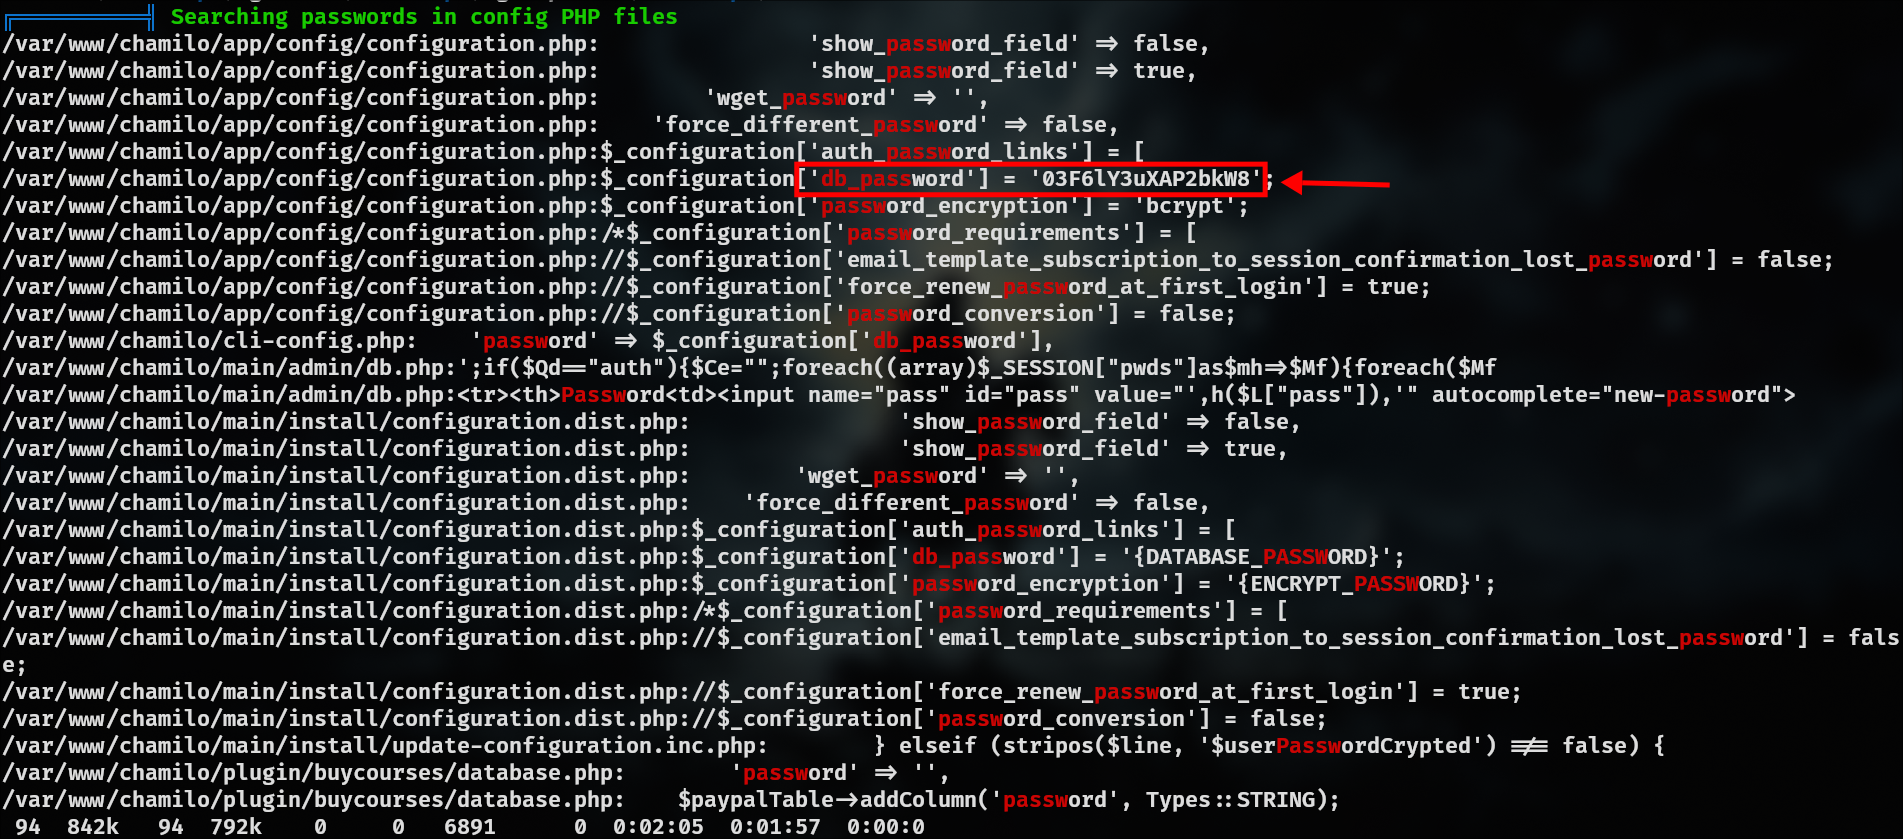 Searching passwords in config PHP files
/var/www/chamilo/app/config/configuration.php:                'show_password_field' => false,
/var/www/chamilo/app/config/configuration.php:                'show_password_field' => true,
/var/www/chamilo/app/config/configuration.php:        'wget_password' => '',
/var/www/chamilo/app/config/configuration.php:    'force_different_password' => false,
/var/www/chamilo/app/config/configuration.php:$_configuration['auth_password_links'] = [
/var/www/chamilo/app/config/configuration.php:$_configuration['db_password'] = '03F6lY3uXAP2bkW8';
/var/www/chamilo/app/config/configuration.php:$_configuration['password_encryption'] = 'bcrypt';
/var/www/chamilo/app/config/configuration.php:/*$_configuration['password_requirements'] = [
/var/www/chamilo/app/config/configuration.php://$_configuration['email_template_subscription_to_session_confirmation_lost_password'] = false;
/var/www/chamilo/app/config/configuration.php://$_configuration['force_renew_password_at_first_login'] = true;
/var/www/chamilo/app/config/configuration.php://$_configuration['password_conversion'] = false;
/var/www/chamilo/cli-config.php:    'password' => $_configuration['db_password'],
/var/www/chamilo/main/admin/db.php:';if($Qd=="auth"){$Ce="";foreach((array)$_SESSION["pwds"]as$mh=>$Mf){foreach($Mf
/var/www/chamilo/main/admin/db.php:<tr><th>Password<td><input name="pass" id="pass" value="',h($L["pass"]),'" autocomplete="new-password">
/var/www/chamilo/main/install/configuration.dist.php:                'show_password_field' => false,
/var/www/chamilo/main/install/configuration.dist.php:                'show_password_field' => true,
/var/www/chamilo/main/install/configuration.dist.php:        'wget_password' => '',
/var/www/chamilo/main/install/configuration.dist.php:    'force_different_password' => false,
/var/www/chamilo/main/install/configuration.dist.php:$_configuration['auth_password_links'] = [
/var/www/chamilo/main/install/configuration.dist.php:$_configuration['db_password'] = '{DATABASE_PASSWORD}';
/var/www/chamilo/main/install/configuration.dist.php:$_configuration['password_encryption'] = '{ENCRYPT_PASSWORD}';
/var/www/chamilo/main/install/configuration.dist.php:/*$_configuration['password_requirements'] = [
/var/www/chamilo/main/install/configuration.dist.php://$_configuration['email_template_subscription_to_session_confirmation_lost_password'] = fals
e;
/var/www/chamilo/main/install/configuration.dist.php://$_configuration['force_renew_password_at_first_login'] = true;
/var/www/chamilo/main/install/configuration.dist.php://$_configuration['password_conversion'] = false;
/var/www/chamilo/main/install/update-configuration.inc.php:        } elseif (stripos($line, '$userPasswordCrypted') !== false) {
/var/www/chamilo/plugin/buycourses/database.php:        'password' => '',
/var/www/chamilo/plugin/buycourses/database.php:    $paypalTable->addColumn('password', Types::STRING);
94  842k   94  792k    0     0   6891      0  0:02:05  0:01:57  0:00:0